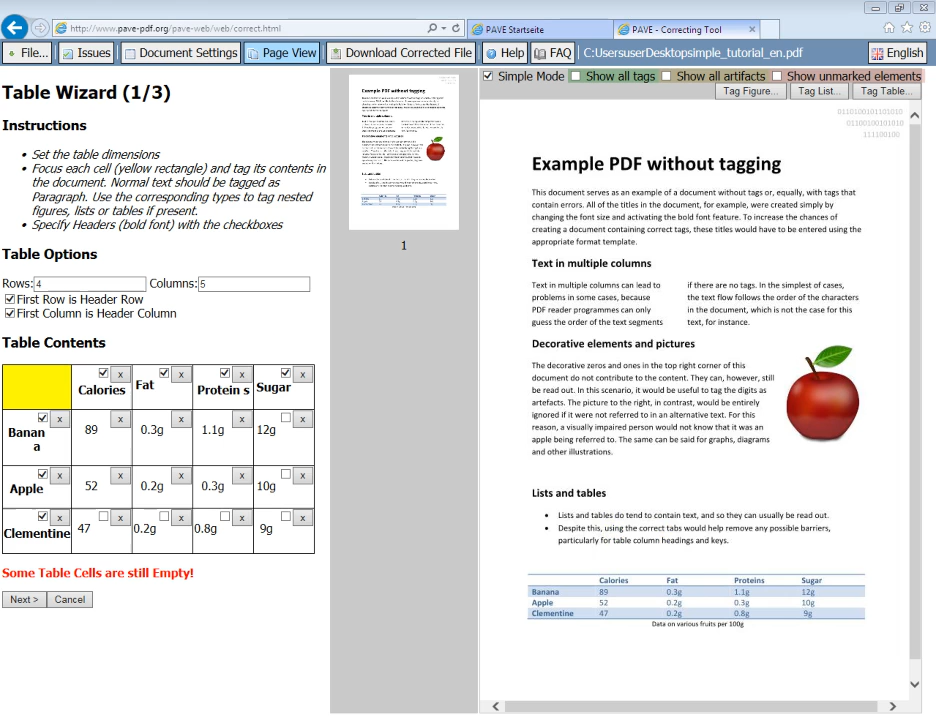 http://www.pave-pdf.org/pave-web/web/correct.html
PAVE Startseite
PAVE - Correcting Tool
File...
Issues
Document Settings
Page View
Download Corrected File
Help
FAQ
C:UsersuserDesktopsimple_tutorial_en.pdf
English
Table Wizard (1/3)
Instructions
• Set the table dimensions
• Focus each cell (yellow rectangle) and tag its contents in
the document. Normal text should be tagged as
Paragraph. Use the corresponding types to tag nested
figures, lists or tables if present.
• Specify Headers (bold font) with the checkboxes
Table Options
Rows: 4 Columns: 5
First Row is Header Row
First Column is Header Column
Table Contents
x x x x
Calories Fat Protein s Sugar
x x x x x
Banan
a 89 0.3g 1.1g 12g
x x x x x
Apple 52 0.2g 0.3g 10g
x x x x x
Clementine 47 0.2g 0.8g 9g
Some Table Cells are still Empty!
Next > Cancel
1
Simple Mode Show all tags Show all artifacts Show unmarked elements
Tag Figure... Tag List... Tag Table...
0110100101101010
01100100101010
1111100100
Example PDF without tagging
This document serves as an example of a document without tags or, equally, with tags that
contain errors. All of the titles in the document, for example, were created simply by
changing the font size and activating the bold font feature. To increase the chances of
creating a document containing correct tags, these titles would have to be entered using the
appropriate format template.
Text in multiple columns
Text in multiple columns can lead to
problems in some cases, because
PDF reader programmes can only
guess the order of the text segments
if there are no tags. In the simplest of cases,
the text flow follows the order of the characters
in the document, which is not the case for this
text, for instance.
Decorative elements and pictures
The decorative zeros and ones in the top right corner of this
document do not contribute to the content. They can, however, still
be read out. In this scenario, it would be useful to tag the digits as
artefacts. The picture to the right, in contrast, would be entirely
ignored if it were not referred to in an alternative text. For this
reason, a visually impaired person would not know that it was an
apple being referred to. The same can be said for graphs, diagrams
and other illustrations.
Lists and tables
• Lists and tables do tend to contain text, and so they can usually be read out.
• Despite this, using the correct tabs would help remove any possible barriers,
particularly for table column headings and keys.
Calories Fat Proteins Sugar
Banana 89 0.3g 1.1g 12g
Apple 52 0.2g 0.3g 10g
Clementine 47 0.2g 0.8g 9g
Data on various fruits per 100g